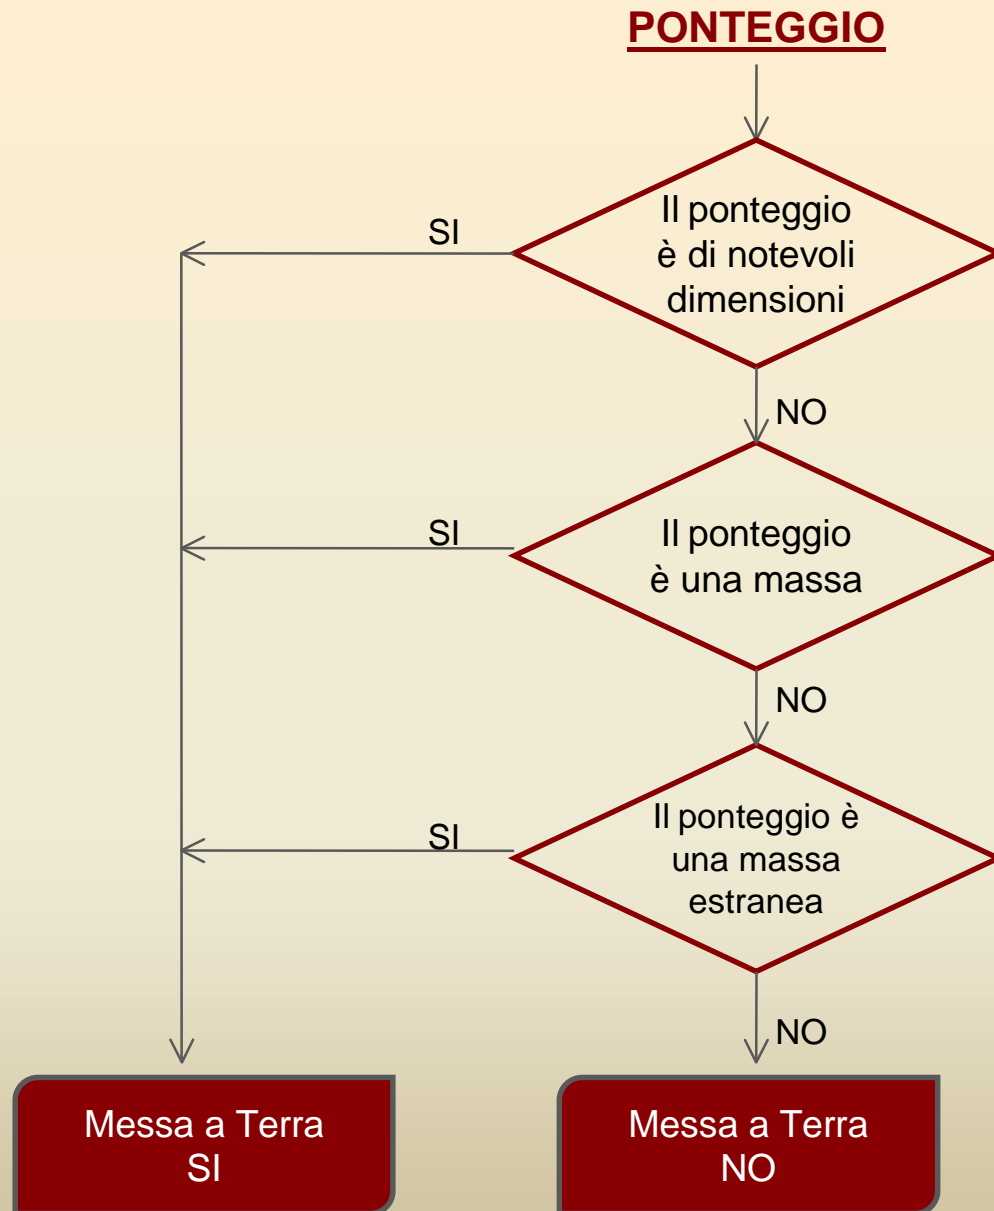 PONTEGGIO
Il ponteggio
è di notevoli
dimensioni
SI
NO
Il ponteggio
è una massa
SI
NO
Il ponteggio è
una massa
estranea
SI
NO
Messa a Terra
SI
Messa a Terra
NO